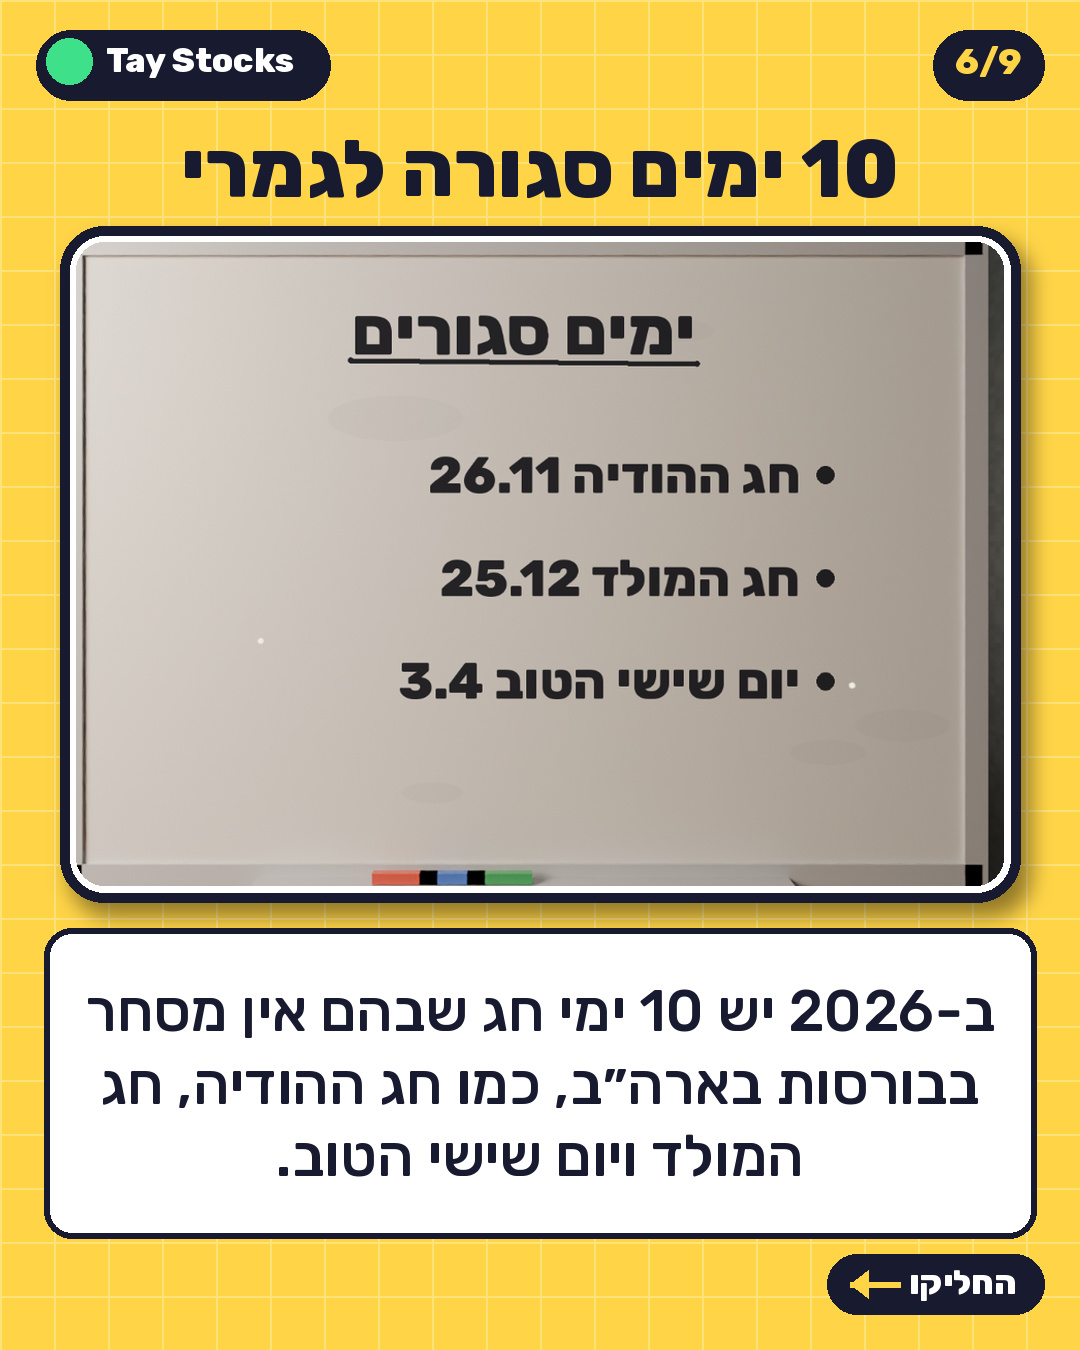 Tay Stocks
6/9
10 ימים סגורה לגמרי
ימים סגורים
• חג ההודיה 26.11
• חג המולד 25.12
• יום שישי הטוב 3.4
ב-2026 יש 10 ימי חג שבהם אין מסחר
בבורסות בארה״ב, כמו חג ההודיה, חג
המולד ויום שישי הטוב.
החליקו